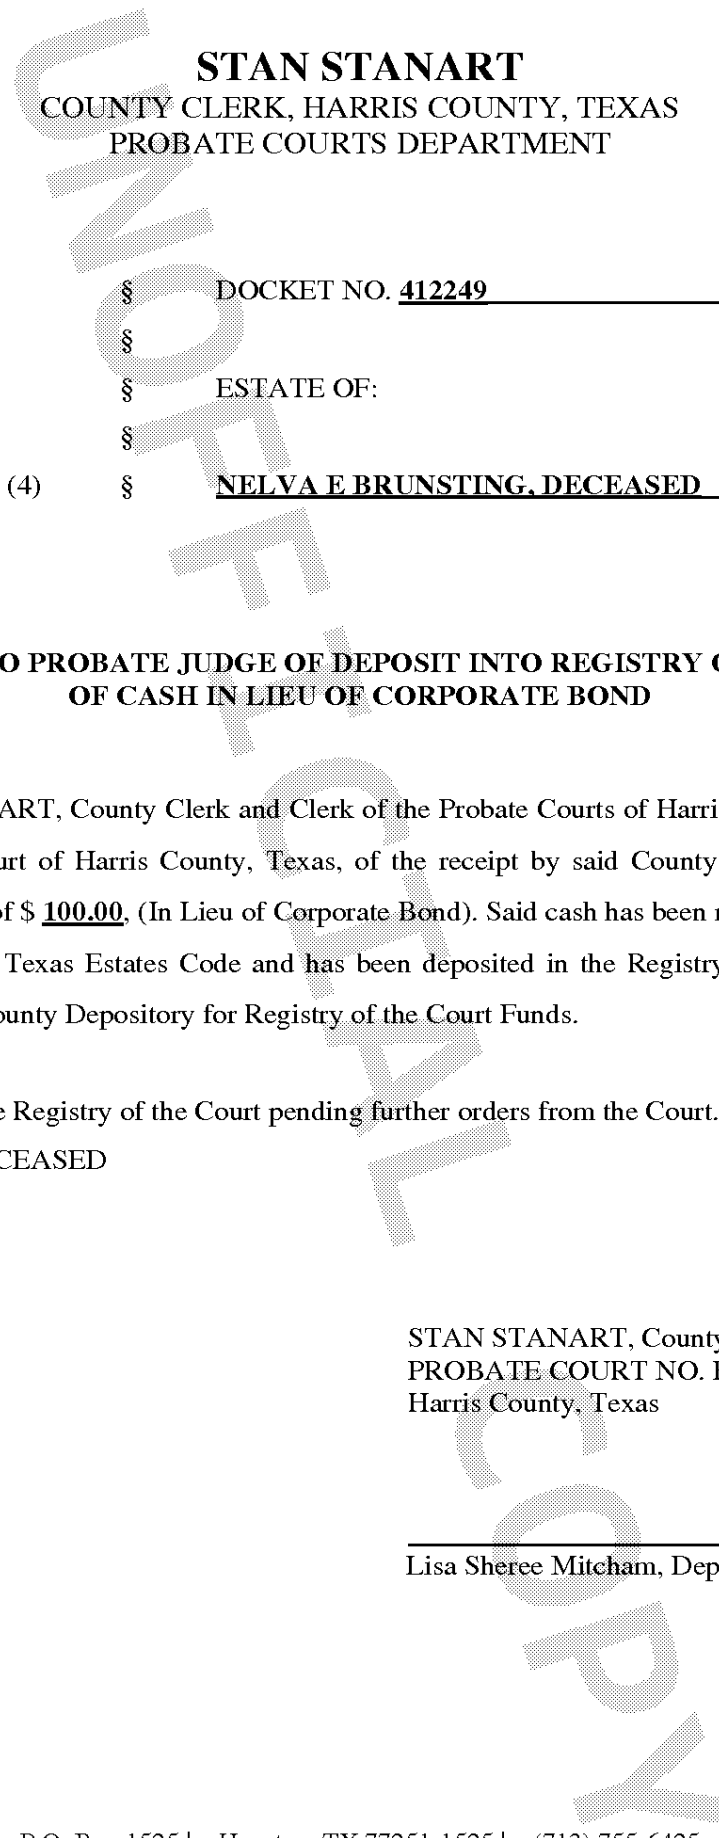 STAN STANART
COUNTY CLERK, HARRIS COUNTY, TEXAS
PROBATE COURTS DEPARTMENT
§ DOCKET NO. 412249
§
§ ESTATE OF:
§
(4) § NELVA E BRUNSTING, DECEASED
O PROBATE JUDGE OF DEPOSIT INTO REGISTRY
OF CASH IN LIEU OF CORPORATE BOND
ART, County Clerk and Clerk of the Probate Courts of Harri
urt of Harris County, Texas, of the receipt by said County
of $ 100.00, (In Lieu of Corporate Bond). Said cash has been
Texas Estates Code and has been deposited in the Registry
ounty Depository for Registry of the Court Funds.
e Registry of the Court pending further orders from the Court.
CEASED
STAN STANART, County
PROBATE COURT NO.
Harris County, Texas
Lisa Sheree Mitcham, Dep
UNOFFICIAL COPY